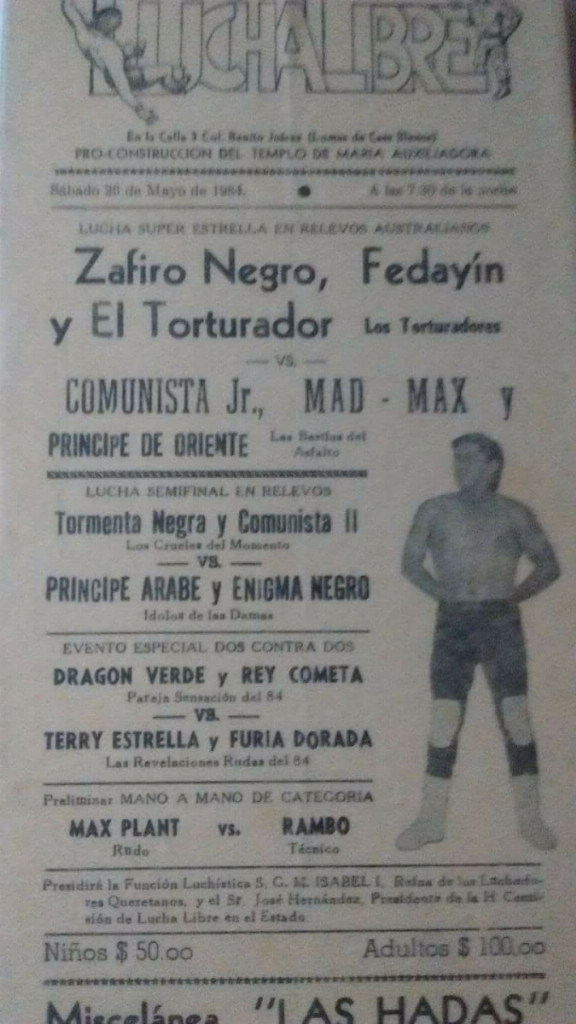 LUCHA LIBRE
En la Calle 3 Col. Benito Juárez (Lomas de Casa Blanca)
PRO-CONSTRUCCION DEL TEMPLO DE MARIA AUXILIADORA
Sábado 26 de Mayo de 1984. A las 7.30 de la noche
LUCHA SUPER ESTRELLA EN RELEVOS AUSTRALIANOS
Zafiro Negro, Fedayín
y El Torturador Los Torturadores
— VS. —
COMUNISTA Jr., MAD - MAX y
PRINCIPE DE ORIENTE Las Bestias del
Asfalto
LUCHA SEMIFINAL EN RELEVOS
Tormenta Negra y Comunista II
Los Crueles del Momento
— VS. —
PRINCIPE ARABE y ENIGMA NEGRO
Idolos de las Damas
EVENTO ESPECIAL DOS CONTRA DOS
DRAGON VERDE y REY COMETA
Pareja Sensación del 84
— VS. —
TERRY ESTRELLA y FURIA DORADA
Las Revelaciones Rudas del 84
Preliminar MANO A MANO DE CATEGORIA
MAX PLANT vs. RAMBO
Rudo Técnico
Presidirá la Función Luchística S. G. M. ISABEL I, Reina de los Luchado-
res Queretanos, y el Sr. José Hernández, Presidente de la H. Comi-
sión de Lucha Libre en el Estado
Niños $ 50.oo Adultos $ 100.oo
Miscelánea "LAS HADAS"